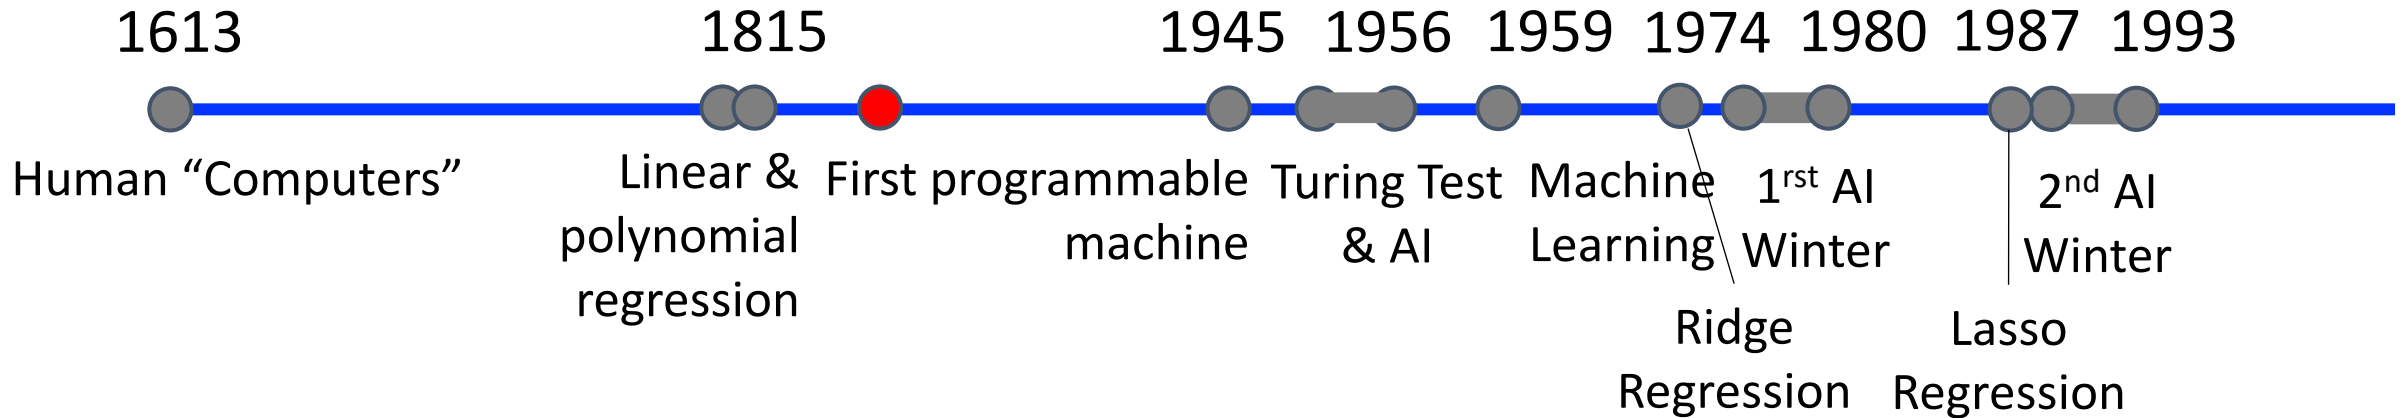 1613 1815 1945 1956 1959 1974 1980 1987 1993
Human “Computers”
Linear &
polynomial
regression
First programmable
machine
Turing Test
& AI
Machine
Learning
1rst AI
Winter
2nd AI
Winter
Ridge
Regression
Lasso
Regression